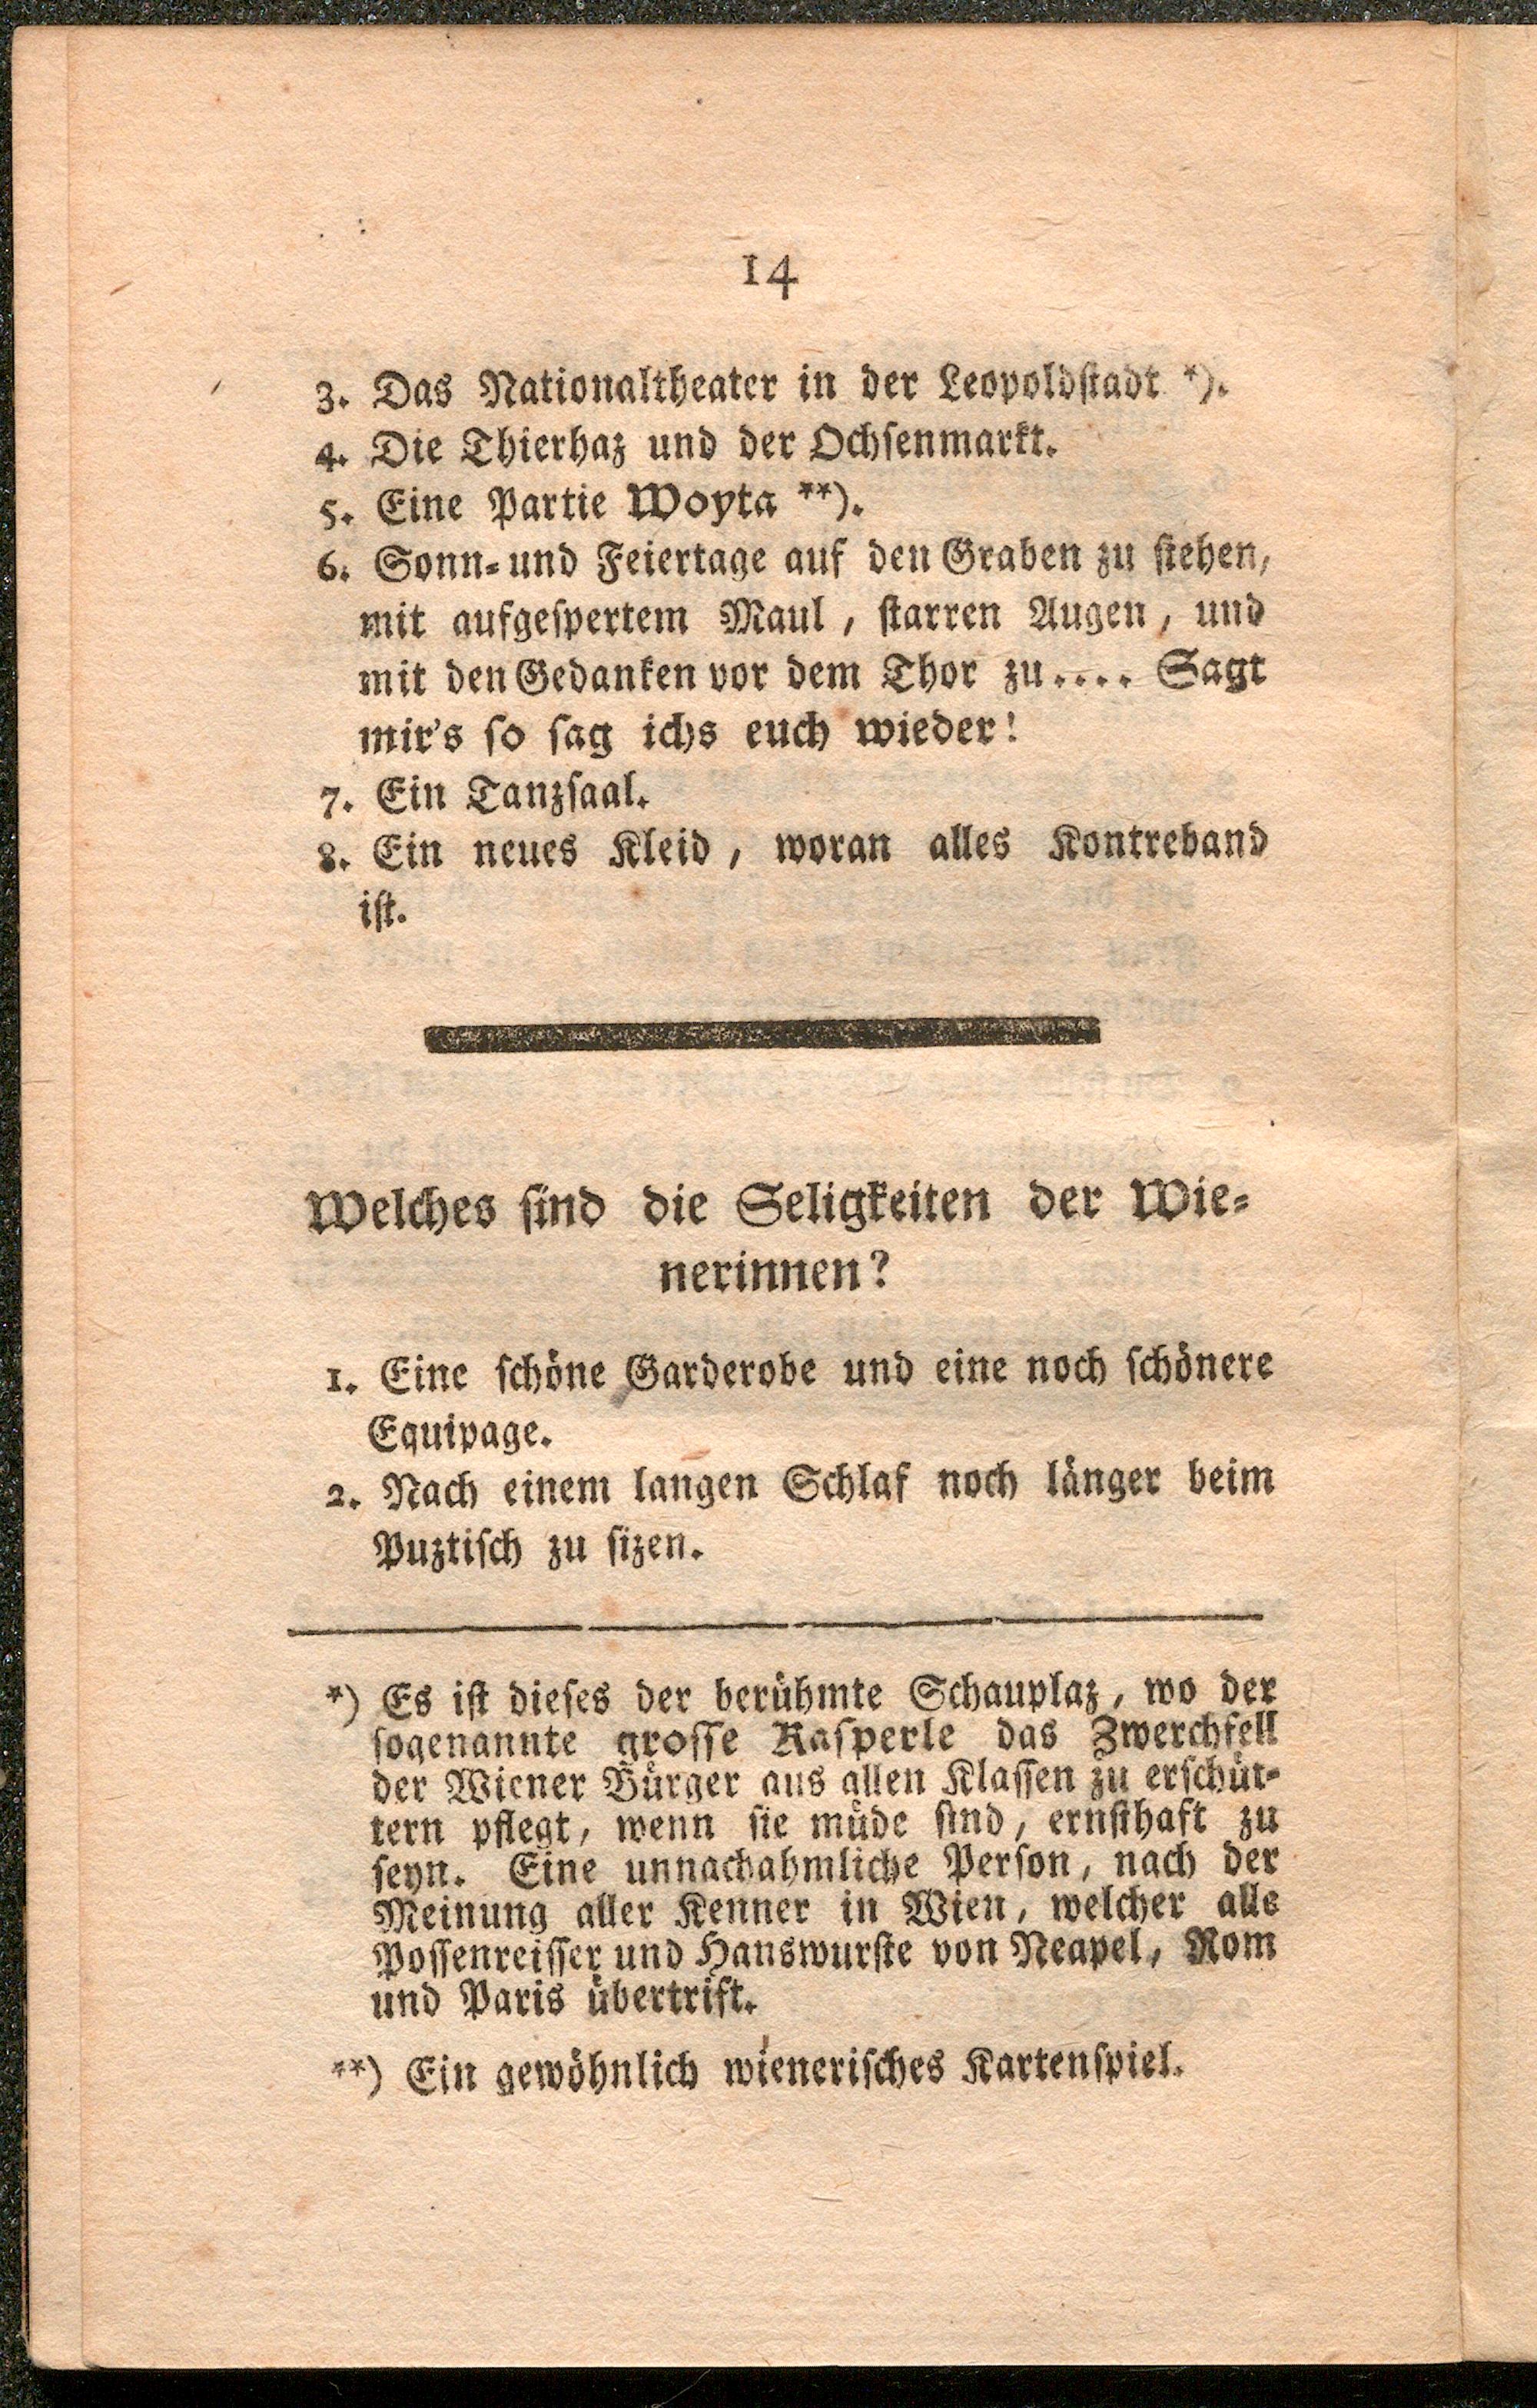 14
3. Das Nationaltheater in der Leopoldſtadt *).
4. Die Thierhaz und der Ochſenmarkt.
5. Eine Partie Woyta **).
6. Sonn- und Feiertage auf den Graben zu ſtehen,
mit aufgeſpertem Maul, ſtarren Augen, und
mit den Gedanken vor dem Thor zu.... Sagt
mir's ſo ſag ichs euch wieder!
7. Ein Tanzſaal.
8. Ein neues Kleid, woran alles Kontreband
iſt.
Welches ſind die Seligkeiten der Wie-
nerinnen?
1. Eine ſchöne Garderobe und eine noch ſchönere
Equipage.
2. Nach einem langen Schlaf noch länger beim
Puztiſch zu ſizen.
*) Es iſt dieſes der berühmte Schauplaz, wo der
ſogenannte groſſe Kaſperle das Zwerchfell
der Wiener Bürger aus allen Klaſſen zu erſchüt-
tern pflegt, wenn ſie müde ſind, ernſthaft zu
ſeyn. Eine unnachahmliche Perſon, nach der
Meinung aller Kenner in Wien, welcher alle
Poſſenreiſſer und Hanswurſte von Neapel, Rom
und Paris übertrift.
**) Ein gewöhnlich wieneriſches Kartenſpiel.